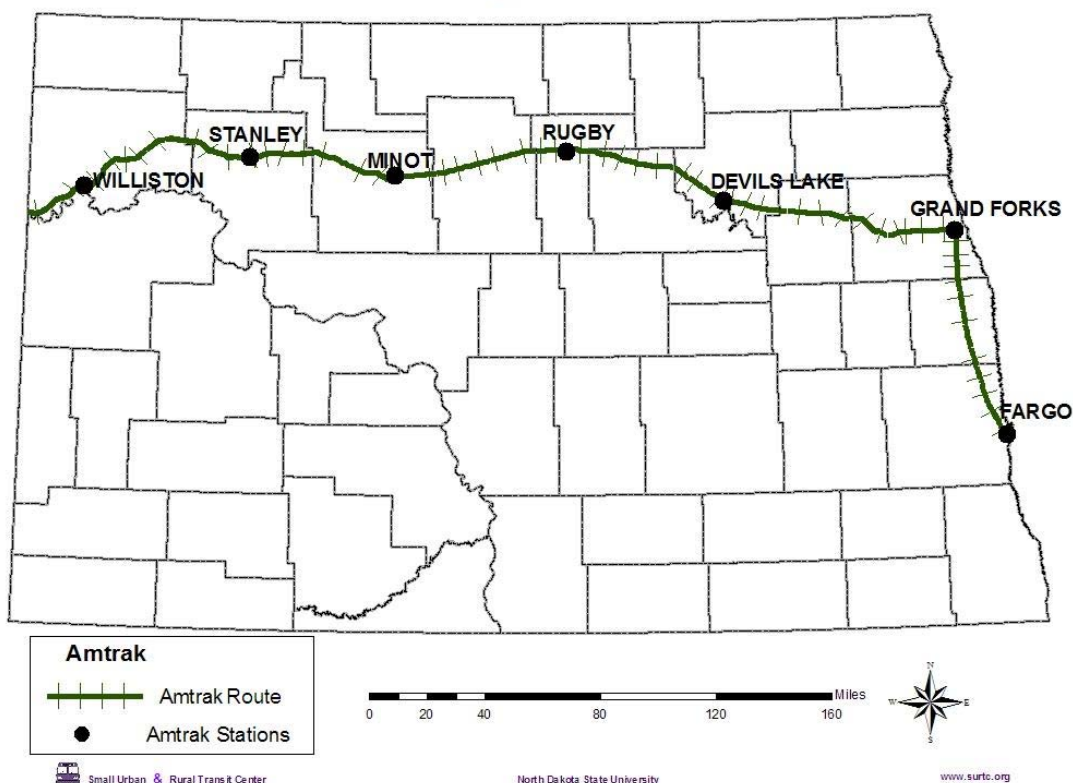 STANLEY
RUGBY
MINOT
WILLISTON
DEVILS LAKE
GRAND FORKS
FARGO
Amtrak
Amtrak Route
Amtrak Stations
Miles
0 20 40 80 120 160
N
W E
S
Small Urban & Rural Transit Center
North Dakota State University
www.surtc.org